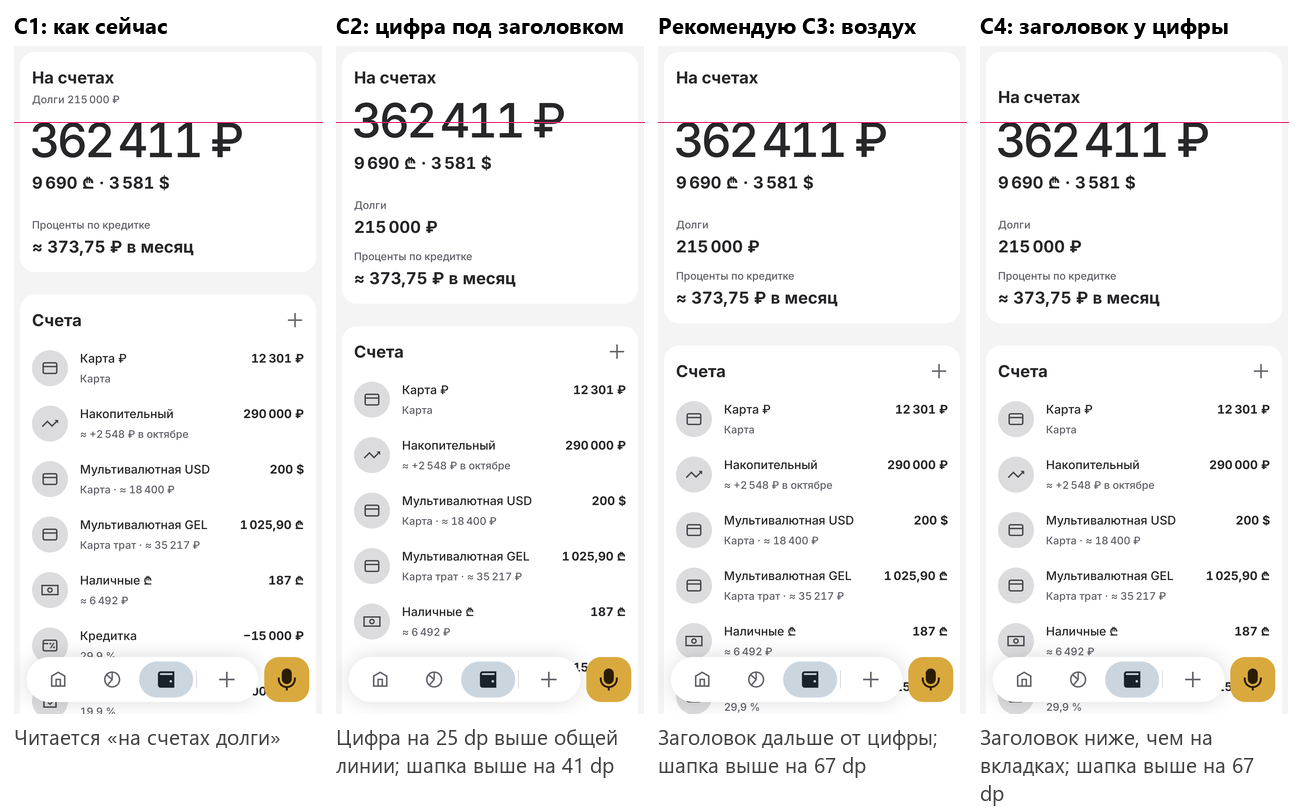 C1: как сейчас
На счетах
Долги 215 000 ₽
362 411 ₽
9 690 ₾ · 3 581 $
Проценты по кредитке
≈ 373,75 ₽ в месяц
Счета
Карта ₽
12 301 ₽
Карта
Накопительный
290 000 ₽
≈ +2 548 ₽ в октябре
Мультивалютная USD
200 $
Карта · ≈ 18 400 ₽
Мультивалютная GEL
1 025,90 ₾
Карта трат · ≈ 35 217 ₽
Наличные ₾
187 ₾
≈ 6 492 ₽
Кредитка
−15 000 ₽
29,9 %
19,9 %
Читается «на счетах долги»
C2: цифра под заголовком
На счетах
362 411 ₽
9 690 ₾ · 3 581 $
Долги
215 000 ₽
Проценты по кредитке
≈ 373,75 ₽ в месяц
Счета
Карта ₽
12 301 ₽
Карта
Накопительный
290 000 ₽
≈ +2 548 ₽ в октябре
Мультивалютная USD
200 $
Карта · ≈ 18 400 ₽
Мультивалютная GEL
1 025,90 ₾
Карта трат · ≈ 35 217 ₽
Наличные ₾
187 ₾
≈ 6 492 ₽
Цифра на 25 dp выше общей
линии; шапка выше на 41 dp
Рекомендую C3: воздух
На счетах
362 411 ₽
9 690 ₾ · 3 581 $
Долги
215 000 ₽
Проценты по кредитке
≈ 373,75 ₽ в месяц
Счета
Карта ₽
12 301 ₽
Карта
Накопительный
290 000 ₽
≈ +2 548 ₽ в октябре
Мультивалютная USD
200 $
Карта · ≈ 18 400 ₽
Мультивалютная GEL
1 025,90 ₾
Карта трат · ≈ 35 217 ₽
Наличные ₾
187 ₾
≈ 6 492 ₽
29,9 %
Заголовок дальше от цифры;
шапка выше на 67 dp
C4: заголовок у цифры
На счетах
362 411 ₽
9 690 ₾ · 3 581 $
Долги
215 000 ₽
Проценты по кредитке
≈ 373,75 ₽ в месяц
Счета
Карта ₽
12 301 ₽
Карта
Накопительный
290 000 ₽
≈ +2 548 ₽ в октябре
Мультивалютная USD
200 $
Карта · ≈ 18 400 ₽
Мультивалютная GEL
1 025,90 ₾
Карта трат · ≈ 35 217 ₽
Наличные ₾
187 ₾
≈ 6 492 ₽
29,9 %
Заголовок ниже, чем на
вкладках; шапка выше на 67
dp